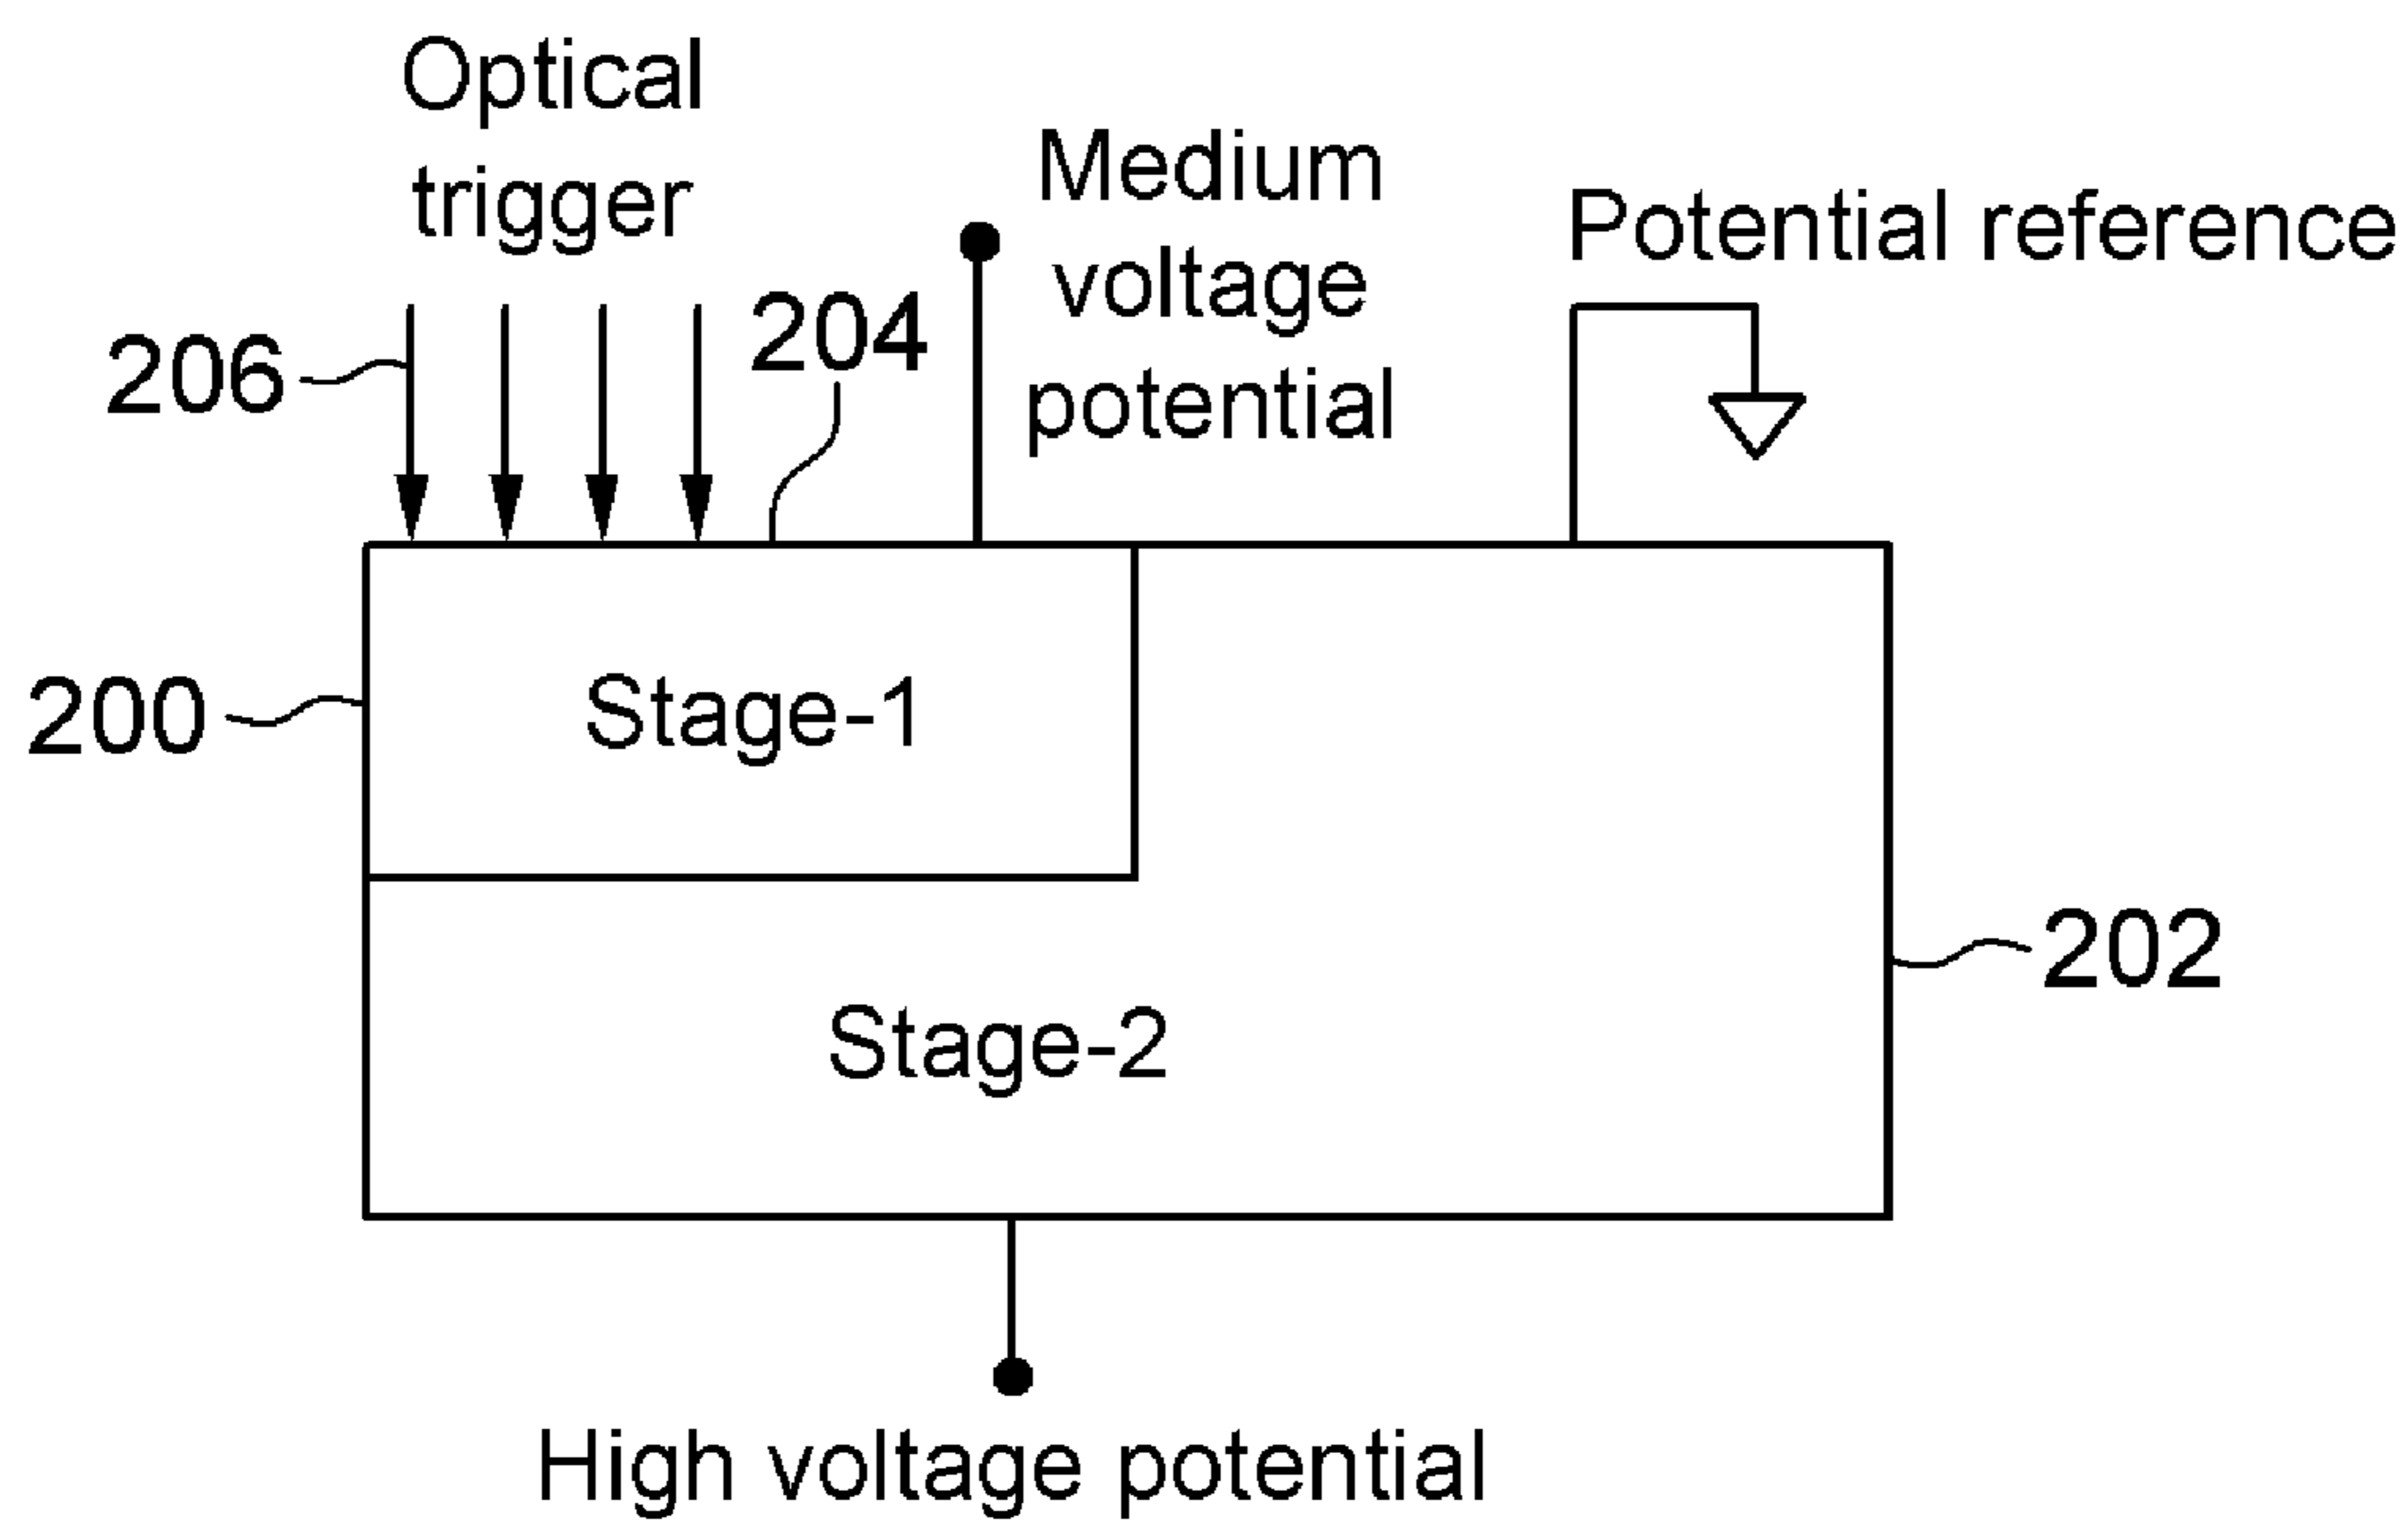 Optical
trigger
Medium
voltage
potential
Potential reference
204
206
200
Stage-1
202
Stage-2
High voltage potential